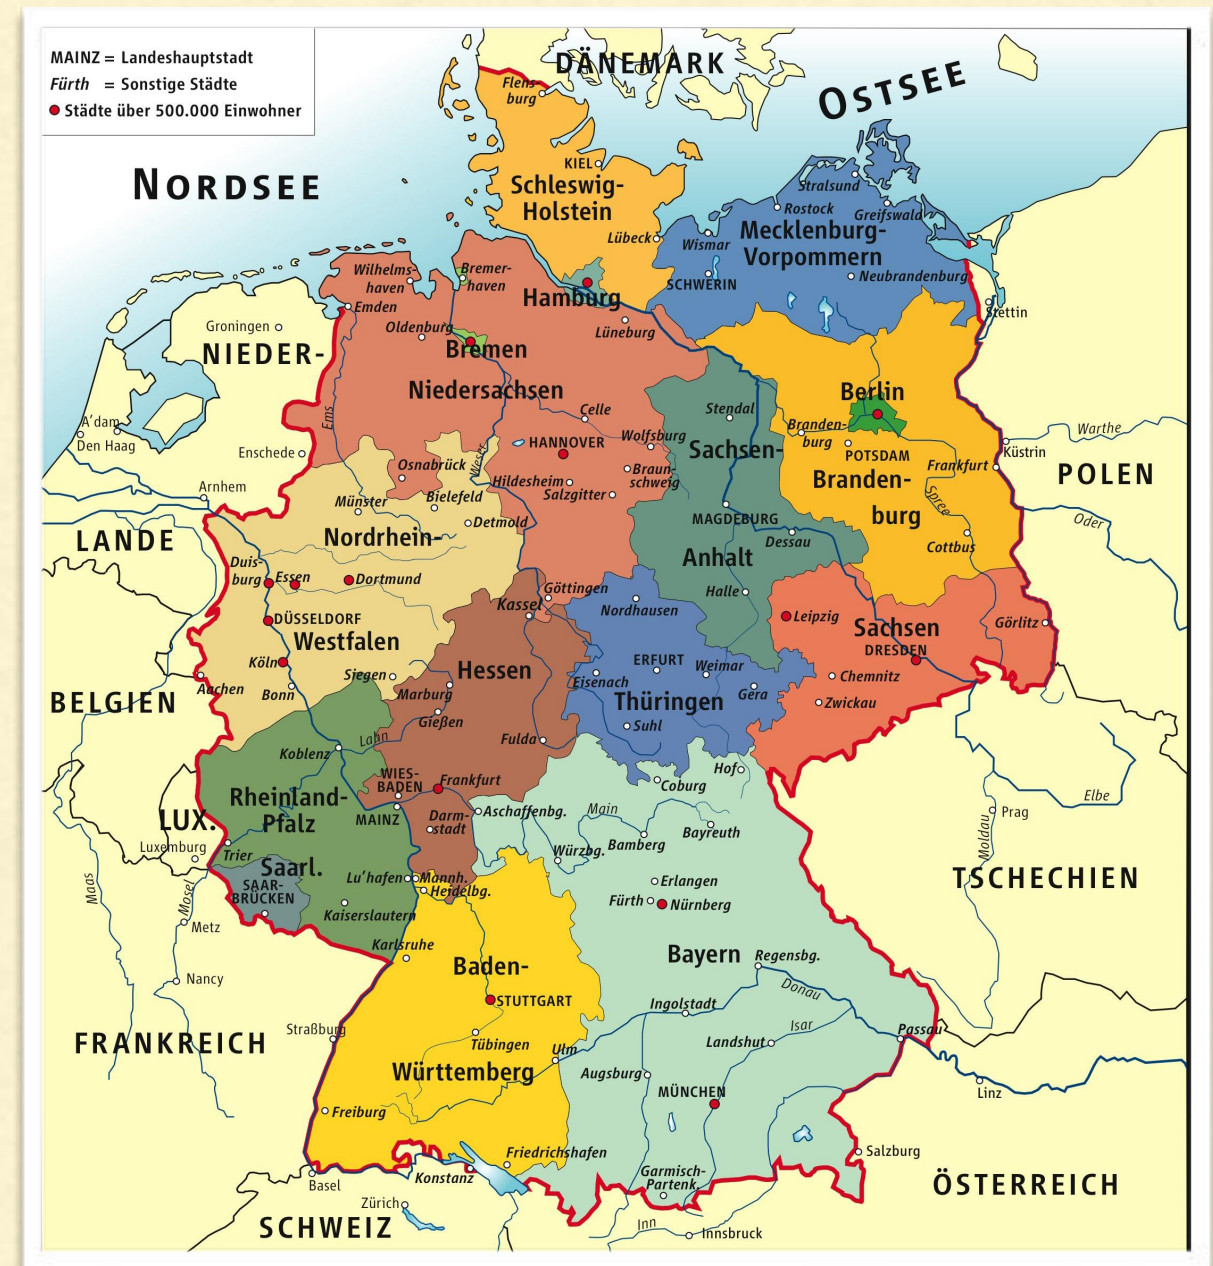 MAINZ = Landeshauptstadt
Fürth = Sonstige Städte
Städte über 500.000 Einwohner
DÄNEMARK
OSTSEE
NORDSEE
Flens-
burg
KIEL
Schleswig-
Holstein
Lübeck
Stralsund
Rostock
Greifswald
Wismar
Mecklenburg-
Vorpommern
SCHWERIN
Neubrandenburg
Stettin
Wilhelms-
haven
Bremer-
haven
Emden
Hamburg
Lüneburg
Oldenburg
Bremen
Niedersachsen
Groningen
NIEDER-
A'dam
Den Haag
Enschede
Arnhem
LANDE
Ems
Celle
Weser
HANNOVER
Wolfsburg
Braun-
schweig
Hildesheim
Salzgitter
Osnabrück
Münster
Bielefeld
Detmold
Göttingen
Stendal
Sachsen-
MAGDEBURG
Dessau
Anhalt
Halle
Berlin
Branden-
burg
POTSDAM
Branden-
burg
Frankfurt
Spree
Cottbus
Küstrin
Warthe
POLEN
Oder
Nordrhein-
Duis-
burg
Essen
Dortmund
DÜSSELDORF
Westfalen
Köln
Aachen
Bonn
Siegen
BELGIEN
Kassel
Hessen
Marburg
Gießen
Lahn
Fulda
WIES-
BADEN
Frankfurt
Darm-
stadt
Nordhausen
ERFURT
Weimar
Eisenach
Gera
Thüringen
Suhl
Leipzig
Sachsen
DRESDEN
Görlitz
Chemnitz
Zwickau
Koblenz
Rheinland-
Pfalz
MAINZ
LUX.
Luxemburg
Trier
Saarl.
SAAR-
BRÜCKEN
Lu'hafen
Kaiserslautern
Maas
Mosel
Metz
Nancy
FRANKREICH
Straßburg
Mannh.
Heidelbg.
Karlsruhe
Baden-
STUTTGART
Tübingen
Württemberg
Ulm
Freiburg
Friedrichshafen
Konstanz
Basel
Zürich
SCHWEIZ
Hof
Coburg
Aschaffenbg.
Main
Bayreuth
Bamberg
Würzbg.
Erlangen
Fürth
Nürnberg
Bayern
Regensbg.
Donau
Ingolstadt
Isar
Landshut
Passau
Augsburg
MÜNCHEN
Garmisch-
Partenk.
Inn
Innsbruck
Salzburg
Linz
ÖSTERREICH
Elbe
Prag
Moldau
TSCHECHIEN